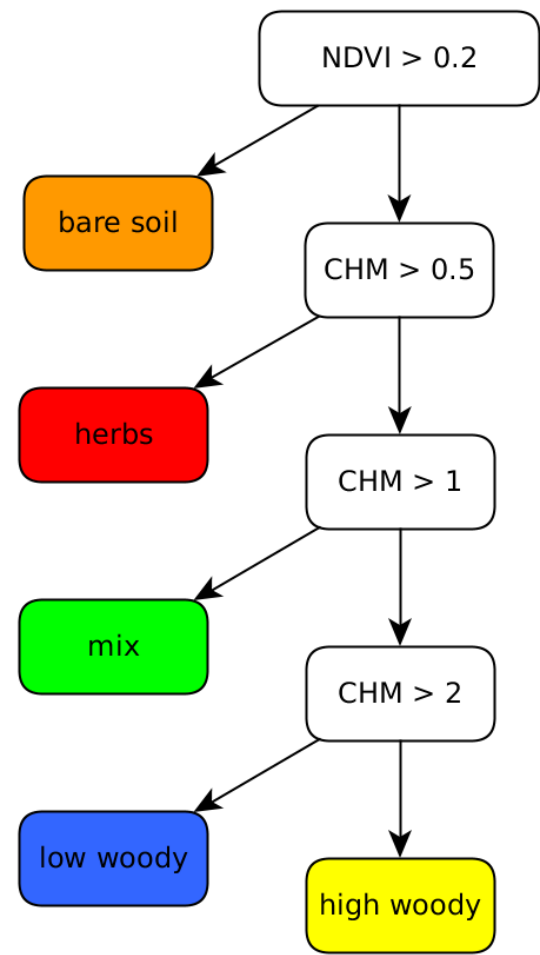 NDVI > 0.2
bare soil
CHM > 0.5
herbs
CHM > 1
mix
CHM > 2
low woody
high woody